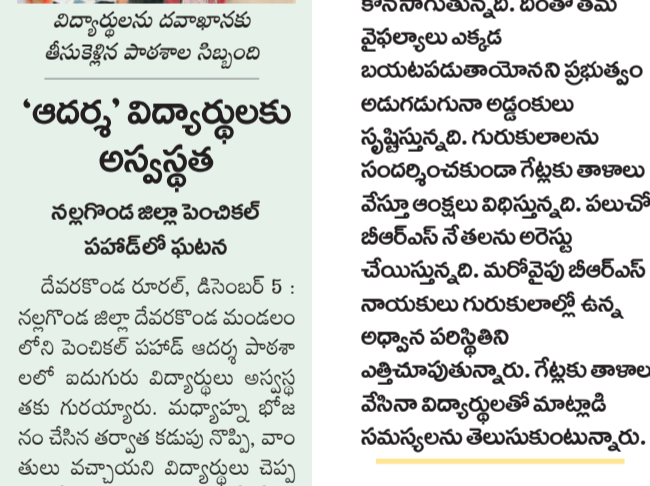 విద్యార్థులను దవాఖానకు
తీసుకెళ్లిన పాఠశాల సిబ్బంది
‘ఆదర్శ’ విద్యార్థులకు
అస్వస్థత
నల్లగొండ జిల్లా పెంచికల్
పహాడ్‌లో ఘటన
దేవరకొండ రూరల్, డిసెంబర్ 5 :
నల్లగొండ జిల్లా దేవరకొండ మండలం
లోని పెంచికల్ పహాడ్ ఆదర్శ పాఠశా
లలో ఐదుగురు విద్యార్థులు అస్వస్థ
తకు గురయ్యారు. మధ్యాహ్న భోజ
నం చేసిన తర్వాత కడుపు నొప్పి, వాం
తులు వచ్చాయని విద్యార్థులు చెప్ప
వైఫల్యాలు ఎక్కడ
బయటపడుతాయోనని ప్రభుత్వం
అడుగడుగునా అడ్డంకులు
సృష్టిస్తున్నది. గురుకులాలను
సందర్శించకుండా గేట్లకు తాళాలు
వేస్తూ ఆంక్షలు విధిస్తున్నది. పలుచో
బీఆర్ఎస్ నేతలను అరెస్టు
చేయిస్తున్నది. మరోవైపు బీఆర్ఎస్
నాయకులు గురుకులాల్లో ఉన్న
అధ్వాన పరిస్థితిని
ఎత్తిచూపుతున్నారు. గేట్లకు తాళాల
వేసినా విద్యార్థులతో మాట్లాడి
సమస్యలను తెలుసుకుంటున్నారు.